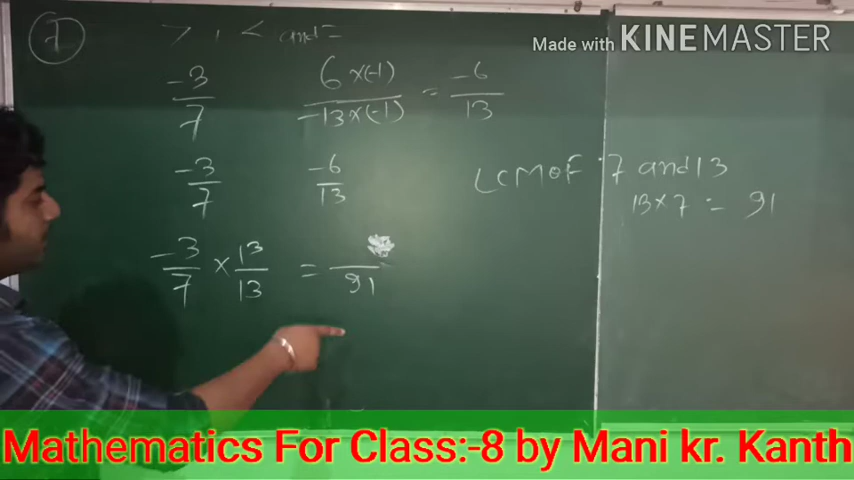 Made with KINEMASTER
1
> , < and =
-3/7 6×(-1)/-13×(-1) = -6/13
-3/7 -6/13
LCM OF 7 and 13
13×7 = 91
-3/7 × 13/13 = /91
Mathematics For Class:-8 by Mani kr. Kanth